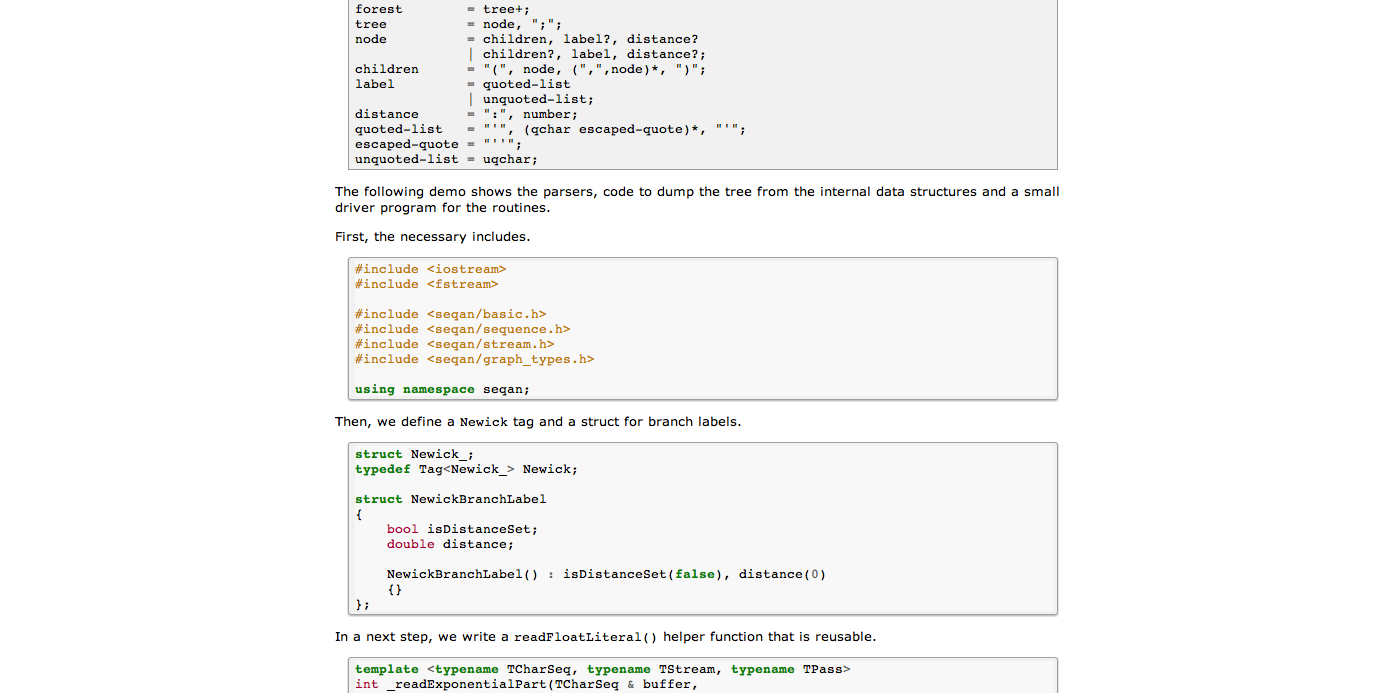 forest        = tree+;
tree          = node, ";";
node          = children, label?, distance?
              | children?, label, distance?;
children      = "(", node, (",",node)*, ")";
label         = quoted-list
              | unquoted-list;
distance      = ":", number;
quoted-list   = "'", (qchar escaped-quote)*, "'";
escaped-quote = "''";
unquoted-list = uqchar;
The following demo shows the parsers, code to dump the tree from the internal data structures and a small
driver program for the routines.
First, the necessary includes.
#include <iostream>
#include <fstream>
#include <seqan/basic.h>
#include <seqan/sequence.h>
#include <seqan/stream.h>
#include <seqan/graph_types.h>
using namespace seqan;
Then, we define a Newick tag and a struct for branch labels.
struct Newick_;
typedef Tag<Newick_> Newick;
struct NewickBranchLabel
{
    bool isDistanceSet;
    double distance;
    NewickBranchLabel() : isDistanceSet(false), distance(0)
    {}
};
In a next step, we write a readFloatLiteral() helper function that is reusable.
template <typename TCharSeq, typename TStream, typename TPass>
int _readExponentialPart(TCharSeq & buffer,